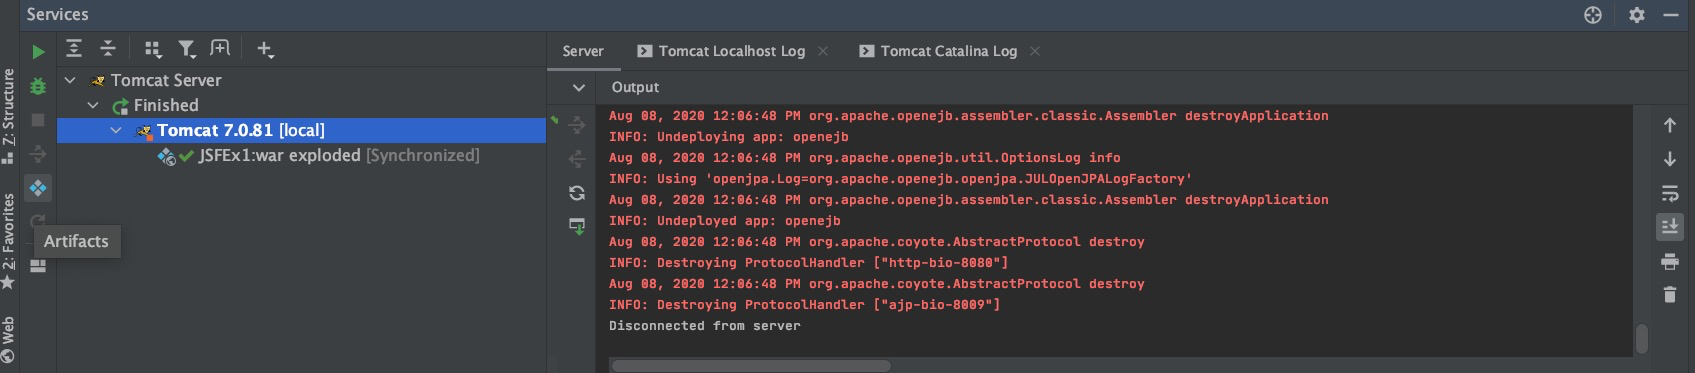 Services
Server
Tomcat Localhost Log
Tomcat Catalina Log
Tomcat Server
Finished
Tomcat 7.0.81 [local]
JSFEx1:war exploded [Synchronized]
Artifacts
7: Structure
2: Favorites
Web
Output
Aug 08, 2020 12:06:48 PM org.apache.openejb.assembler.classic.Assembler destroyApplication
INFO: Undeploying app: openejb
Aug 08, 2020 12:06:48 PM org.apache.openejb.util.OptionsLog info
INFO: Using 'openjpa.Log=org.apache.openejb.openjpa.JULOpenJPALogFactory'
Aug 08, 2020 12:06:48 PM org.apache.openejb.assembler.classic.Assembler destroyApplication
INFO: Undeployed app: openejb
Aug 08, 2020 12:06:48 PM org.apache.coyote.AbstractProtocol destroy
INFO: Destroying ProtocolHandler ["http-bio-8080"]
Aug 08, 2020 12:06:48 PM org.apache.coyote.AbstractProtocol destroy
INFO: Destroying ProtocolHandler ["ajp-bio-8009"]
Disconnected from server